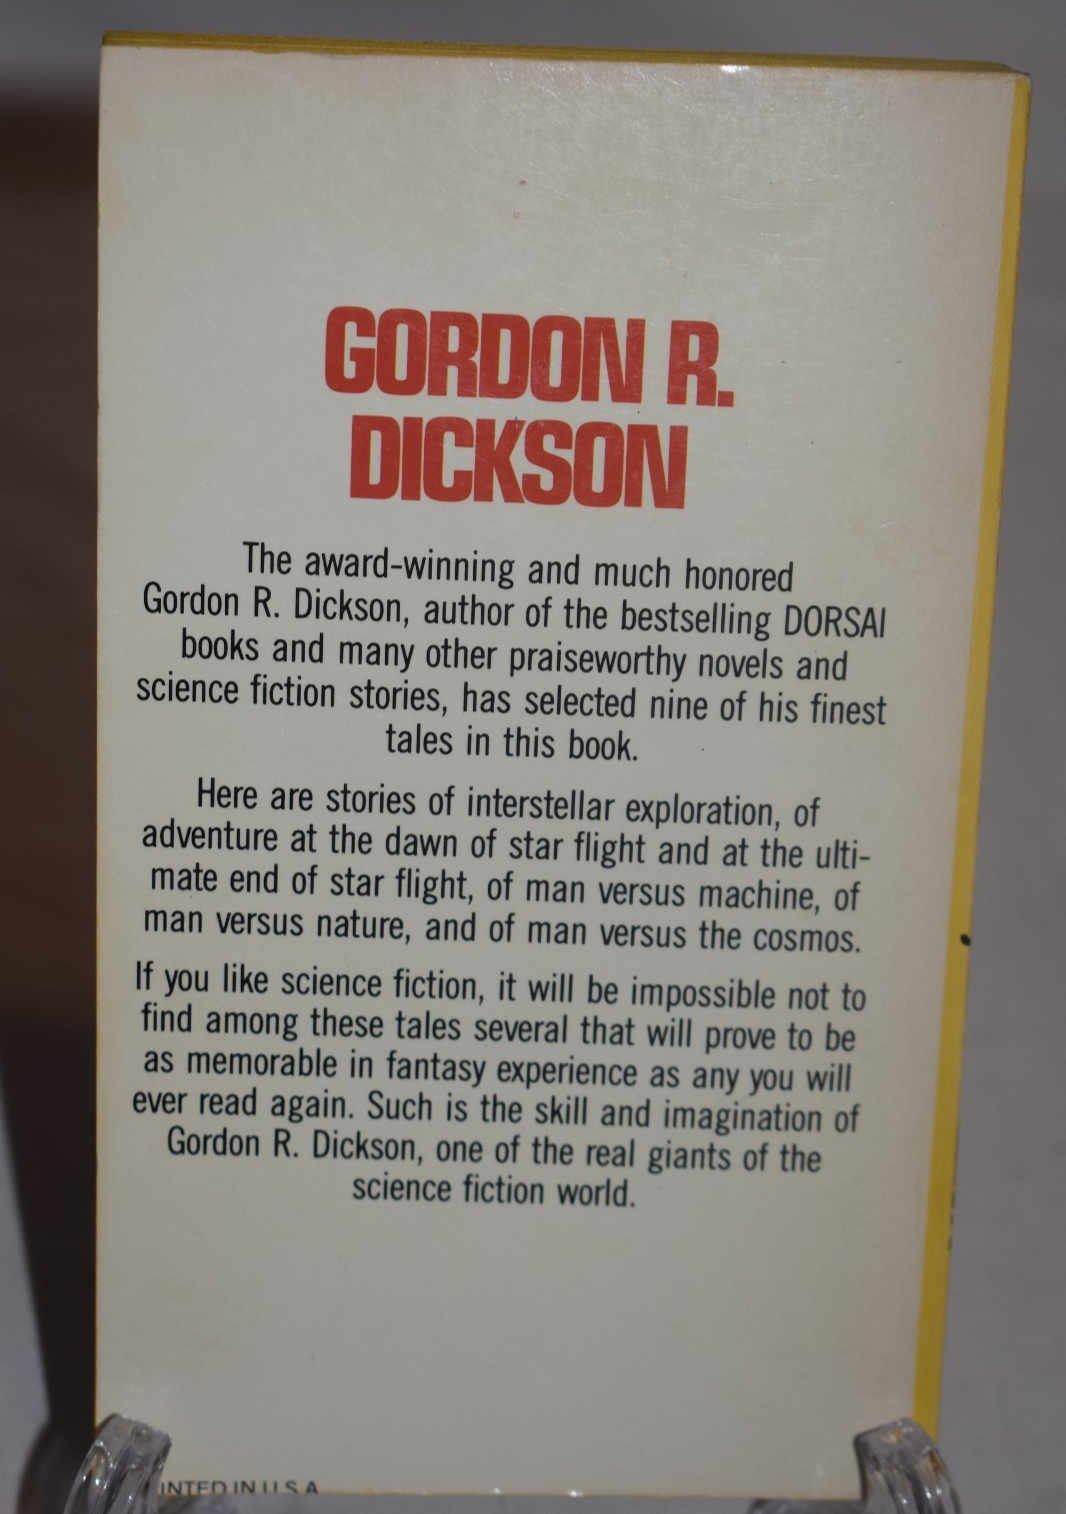 GORDON R.
DICKSON
The award-winning and much honored
Gordon R. Dickson, author of the bestselling DORSAI
books and many other praiseworthy novels and
science fiction stories, has selected nine of his finest
tales in this book.
Here are stories of interstellar exploration, of
adventure at the dawn of star flight and at the ulti-
mate end of star flight, of man versus machine, of
man versus nature, and of man versus the cosmos.
If you like science fiction, it will be impossible not to
find among these tales several that will prove to be
as memorable in fantasy experience as any you will
ever read again. Such is the skill and imagination of
Gordon R. Dickson, one of the real giants of the
science fiction world.
INTED IN U.S.A